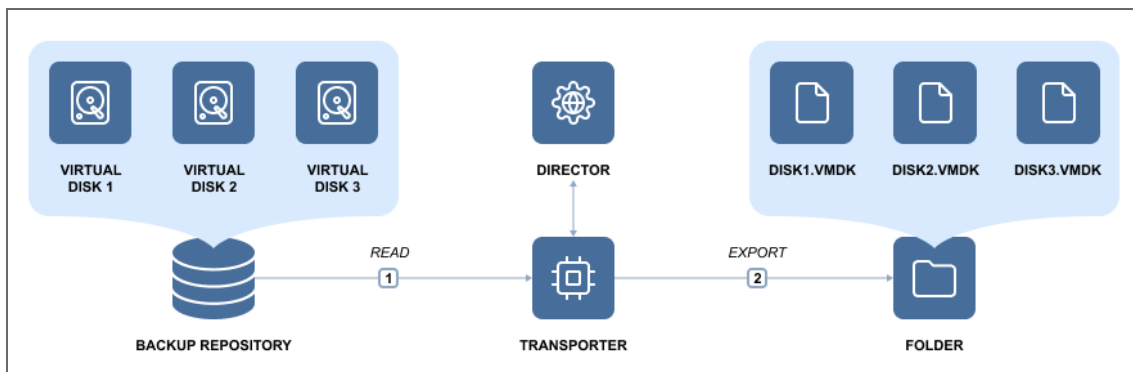 VIRTUAL
DISK 1
VIRTUAL
DISK 2
VIRTUAL
DISK 3
DIRECTOR
DISK1.VMDK
DISK2.VMDK
DISK3.VMDK
READ
1
EXPORT
2
BACKUP REPOSITORY
TRANSPORTER
FOLDER